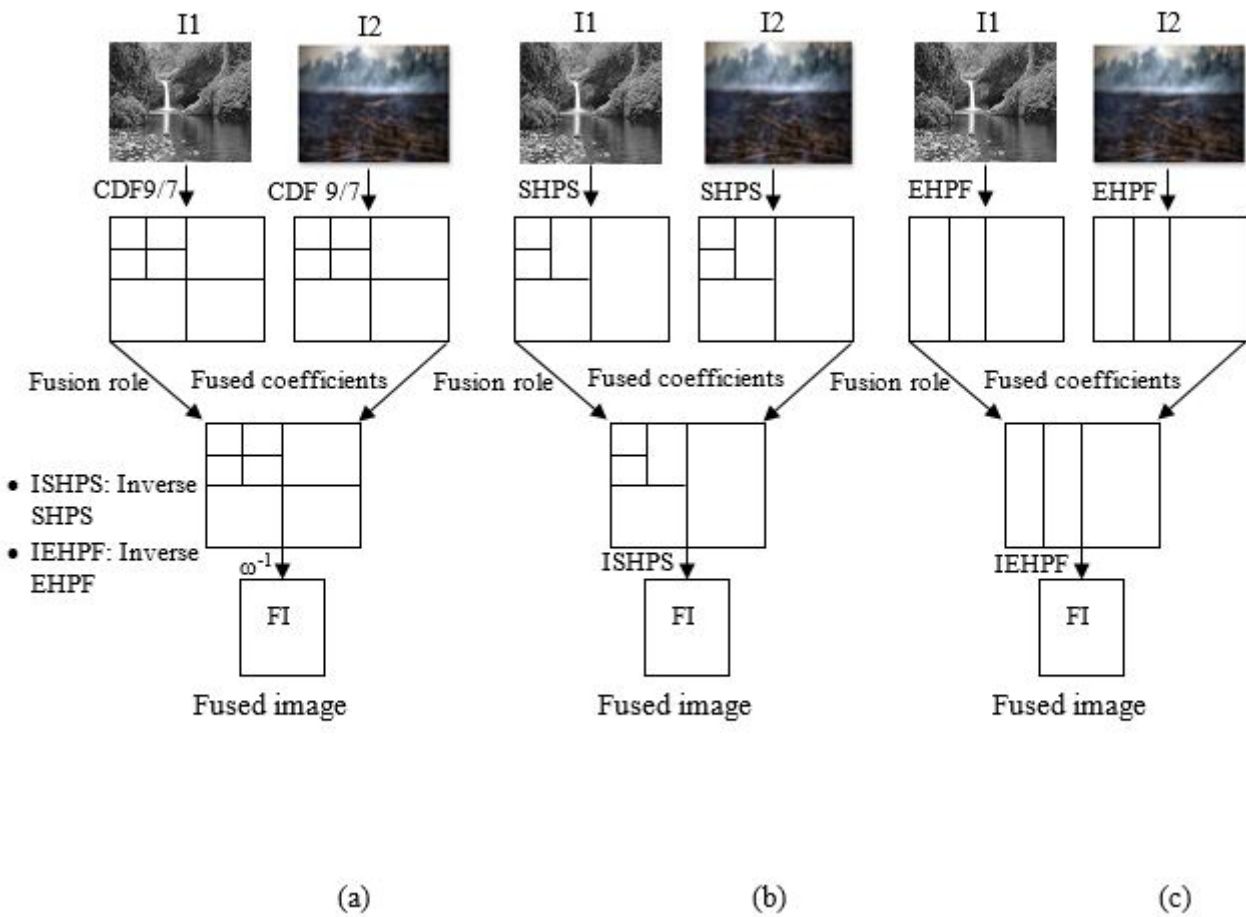 I1 I2 I1 I2 I1 I2
CDF9/7 CDF 9/7 SHPS SHPS EHPF EHPF
Fusion role Fused coefficients Fusion role Fused coefficients Fusion role Fused coefficients
• ISHPS: Inverse
SHPS
• IEHPF: Inverse
EHPF
ω⁻¹ ISHPS IEHPF
FI FI FI
Fused image Fused image Fused image
(a) (b) (c)